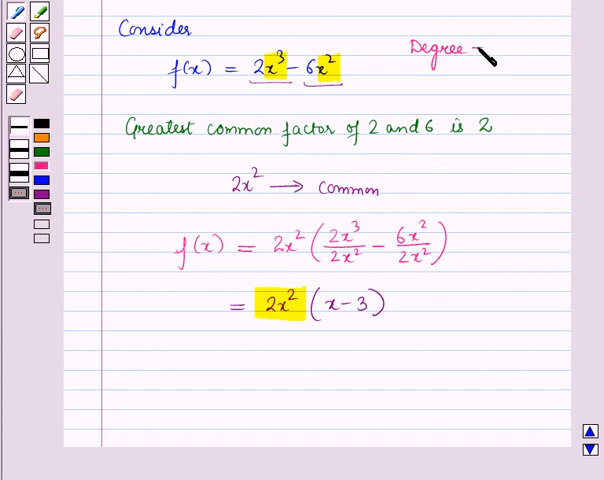 Consider
f(x) = 2x³ - 6x²
Degree -
Greatest common factor of 2 and 6 is 2
2x² → common
f(x) = 2x² (2x³/2x² - 6x²/2x²)
= 2x² (x-3)